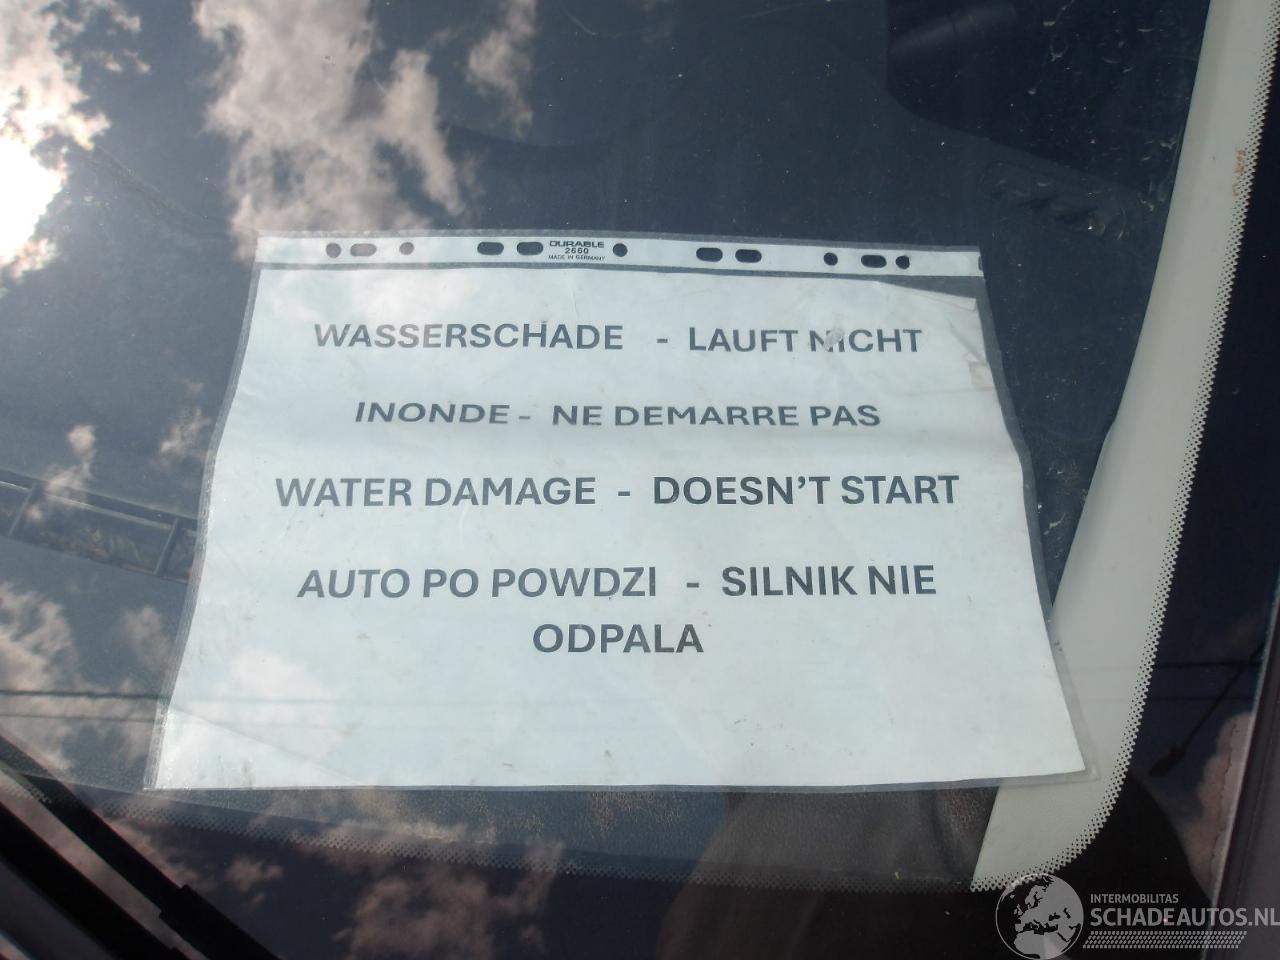 DURABLE
2660
MADE IN GERMANY
WASSERSCHADE - LAUFT NICHT
INONDE - NE DEMARRE PAS
WATER DAMAGE - DOESN'T START
AUTO PO POWDZI - SILNIK NIE
ODPALA
INTERMOBILITAS
SCHADEAUTOS.NL